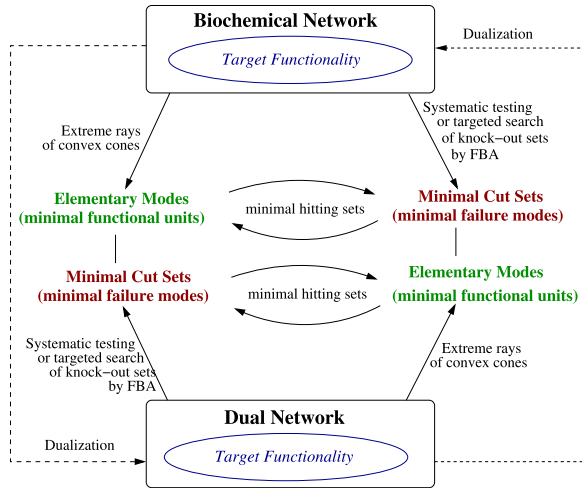 Biochemical Network
Target Functionality
Dualization
Extreme rays
of convex cones
Systematic testing
or targeted search
of knock−out sets
by FBA
Elementary Modes
(minimal functional units)
minimal hitting sets
Minimal Cut Sets
(minimal failure modes)
Minimal Cut Sets
(minimal failure modes)
minimal hitting sets
Elementary Modes
(minimal functional units)
Systematic testing
or targeted search
of knock−out sets
by FBA
Extreme rays
of convex cones
Dual Network
Target Functionality
Dualization